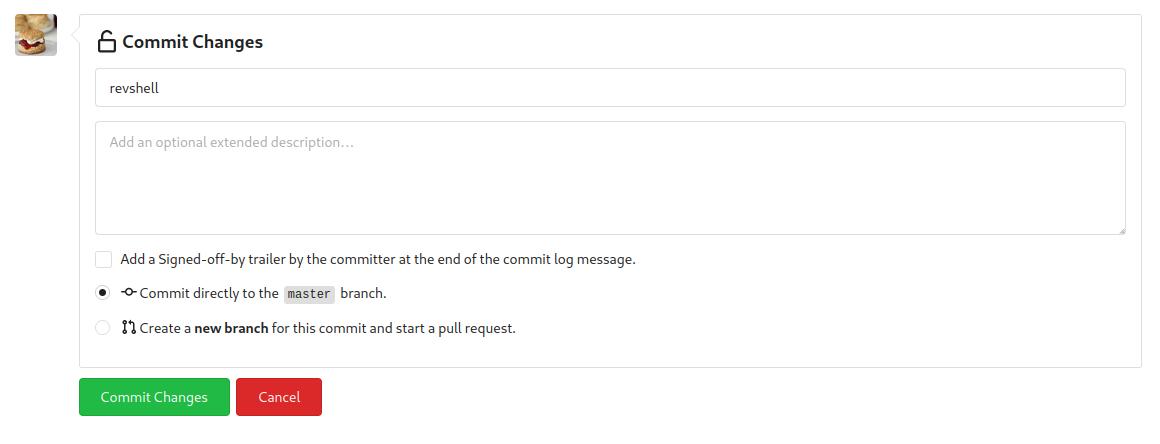 Commit Changes
revshell
Add an optional extended description…
Add a Signed-off-by trailer by the committer at the end of the commit log message.
Commit directly to the master branch.
Create a new branch for this commit and start a pull request.
Commit Changes Cancel